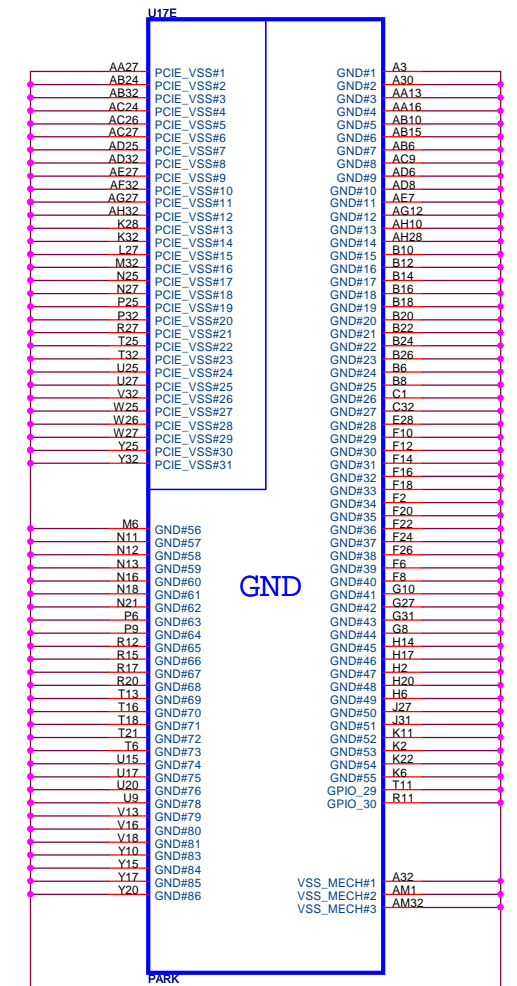 U17E
AA27 PCIE_VSS#1
AB24 PCIE_VSS#2
AB32 PCIE_VSS#3
AC24 PCIE_VSS#4
AC26 PCIE_VSS#5
AC27 PCIE_VSS#6
AD25 PCIE_VSS#7
AD32 PCIE_VSS#8
AE27 PCIE_VSS#9
AF32 PCIE_VSS#10
AG27 PCIE_VSS#11
AH32 PCIE_VSS#12
K28 PCIE_VSS#13
K32 PCIE_VSS#14
L27 PCIE_VSS#15
M32 PCIE_VSS#16
N25 PCIE_VSS#17
N27 PCIE_VSS#18
P25 PCIE_VSS#19
P32 PCIE_VSS#20
R27 PCIE_VSS#21
T25 PCIE_VSS#22
T32 PCIE_VSS#23
U25 PCIE_VSS#24
U27 PCIE_VSS#25
V32 PCIE_VSS#26
W25 PCIE_VSS#27
W26 PCIE_VSS#28
W27 PCIE_VSS#29
Y25 PCIE_VSS#30
Y32 PCIE_VSS#31
M6 GND#56
N11 GND#57
N12 GND#58
N13 GND#59
N16 GND#60
N18 GND#61
N21 GND#62
P6 GND#63
P9 GND#64
R12 GND#65
R15 GND#66
R17 GND#67
R20 GND#68
T13 GND#69
T16 GND#70
T18 GND#71
T21 GND#72
T6 GND#73
U15 GND#74
U17 GND#75
U20 GND#76
U9 GND#78
V13 GND#79
V16 GND#80
V18 GND#81
Y10 GND#83
Y15 GND#84
Y17 GND#85
Y20 GND#86
GND
GND#1 A3
GND#2 A30
GND#3 AA13
GND#4 AA16
GND#5 AB10
GND#6 AB15
GND#7 AB6
GND#8 AC9
GND#9 AD6
GND#10 AD8
GND#11 AE7
GND#12 AG12
GND#13 AH10
GND#14 AH28
GND#15 B10
GND#16 B12
GND#17 B14
GND#18 B16
GND#19 B18
GND#20 B20
GND#21 B22
GND#22 B24
GND#23 B26
GND#24 B6
GND#25 B8
GND#26 C1
GND#27 C32
GND#28 E28
GND#29 F10
GND#30 F12
GND#31 F14
GND#32 F16
GND#33 F18
GND#34 F2
GND#35 F20
GND#36 F22
GND#37 F24
GND#38 F26
GND#39 F6
GND#40 F8
GND#41 G10
GND#42 G27
GND#43 G31
GND#44 G8
GND#45 H14
GND#46 H17
GND#47 H2
GND#48 H20
GND#49 H6
GND#50 J27
GND#51 J31
GND#52 K11
GND#53 K2
GND#54 K22
GND#55 K6
GPIO_29 T11
GPIO_30 R11
VSS_MECH#1 A32
VSS_MECH#2 AM1
VSS_MECH#3 AM32
PARK